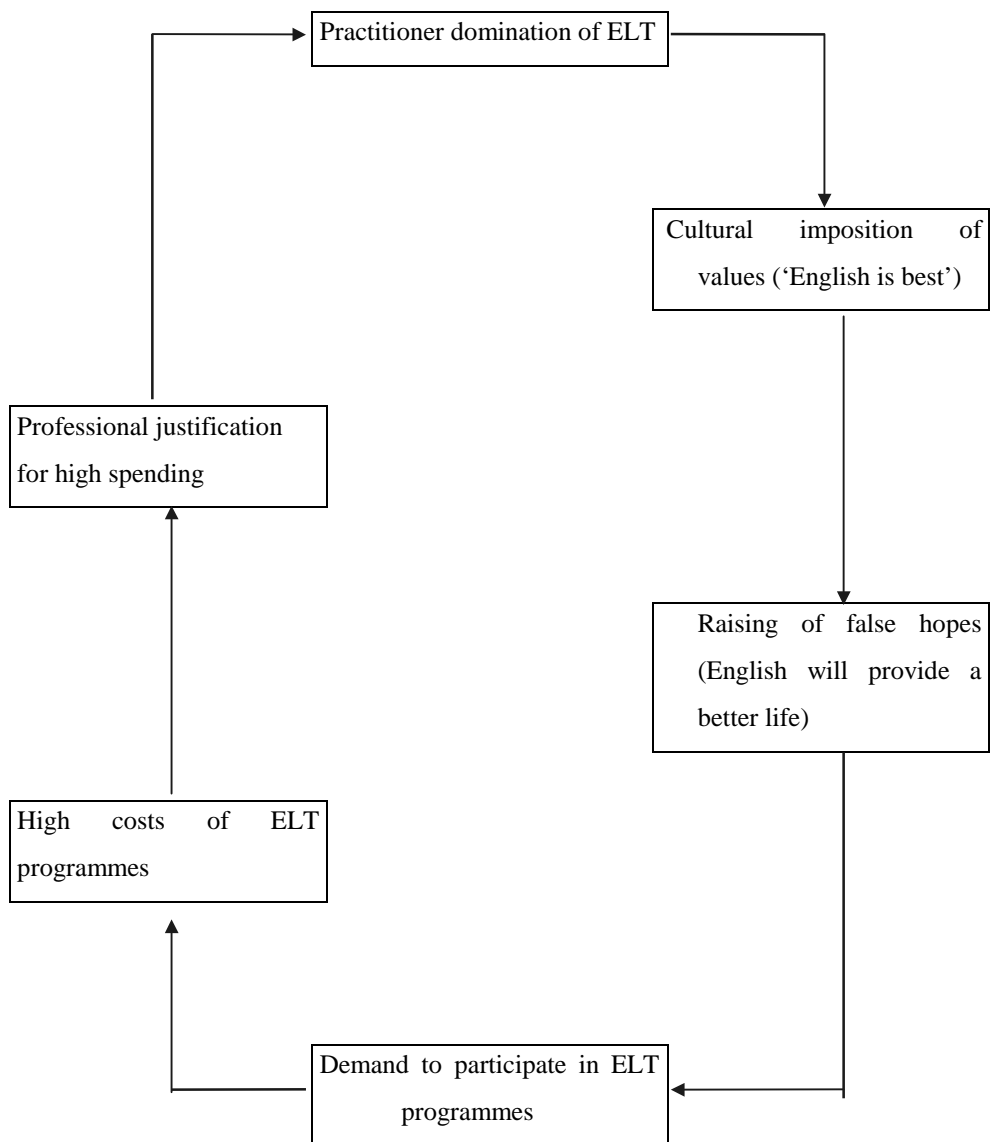 Practitioner domination of ELT
Cultural imposition of
values (‘English is best’)
Professional justification
for high spending
Raising of false hopes
(English will provide a
better life)
High costs of ELT
programmes
Demand to participate in ELT
programmes